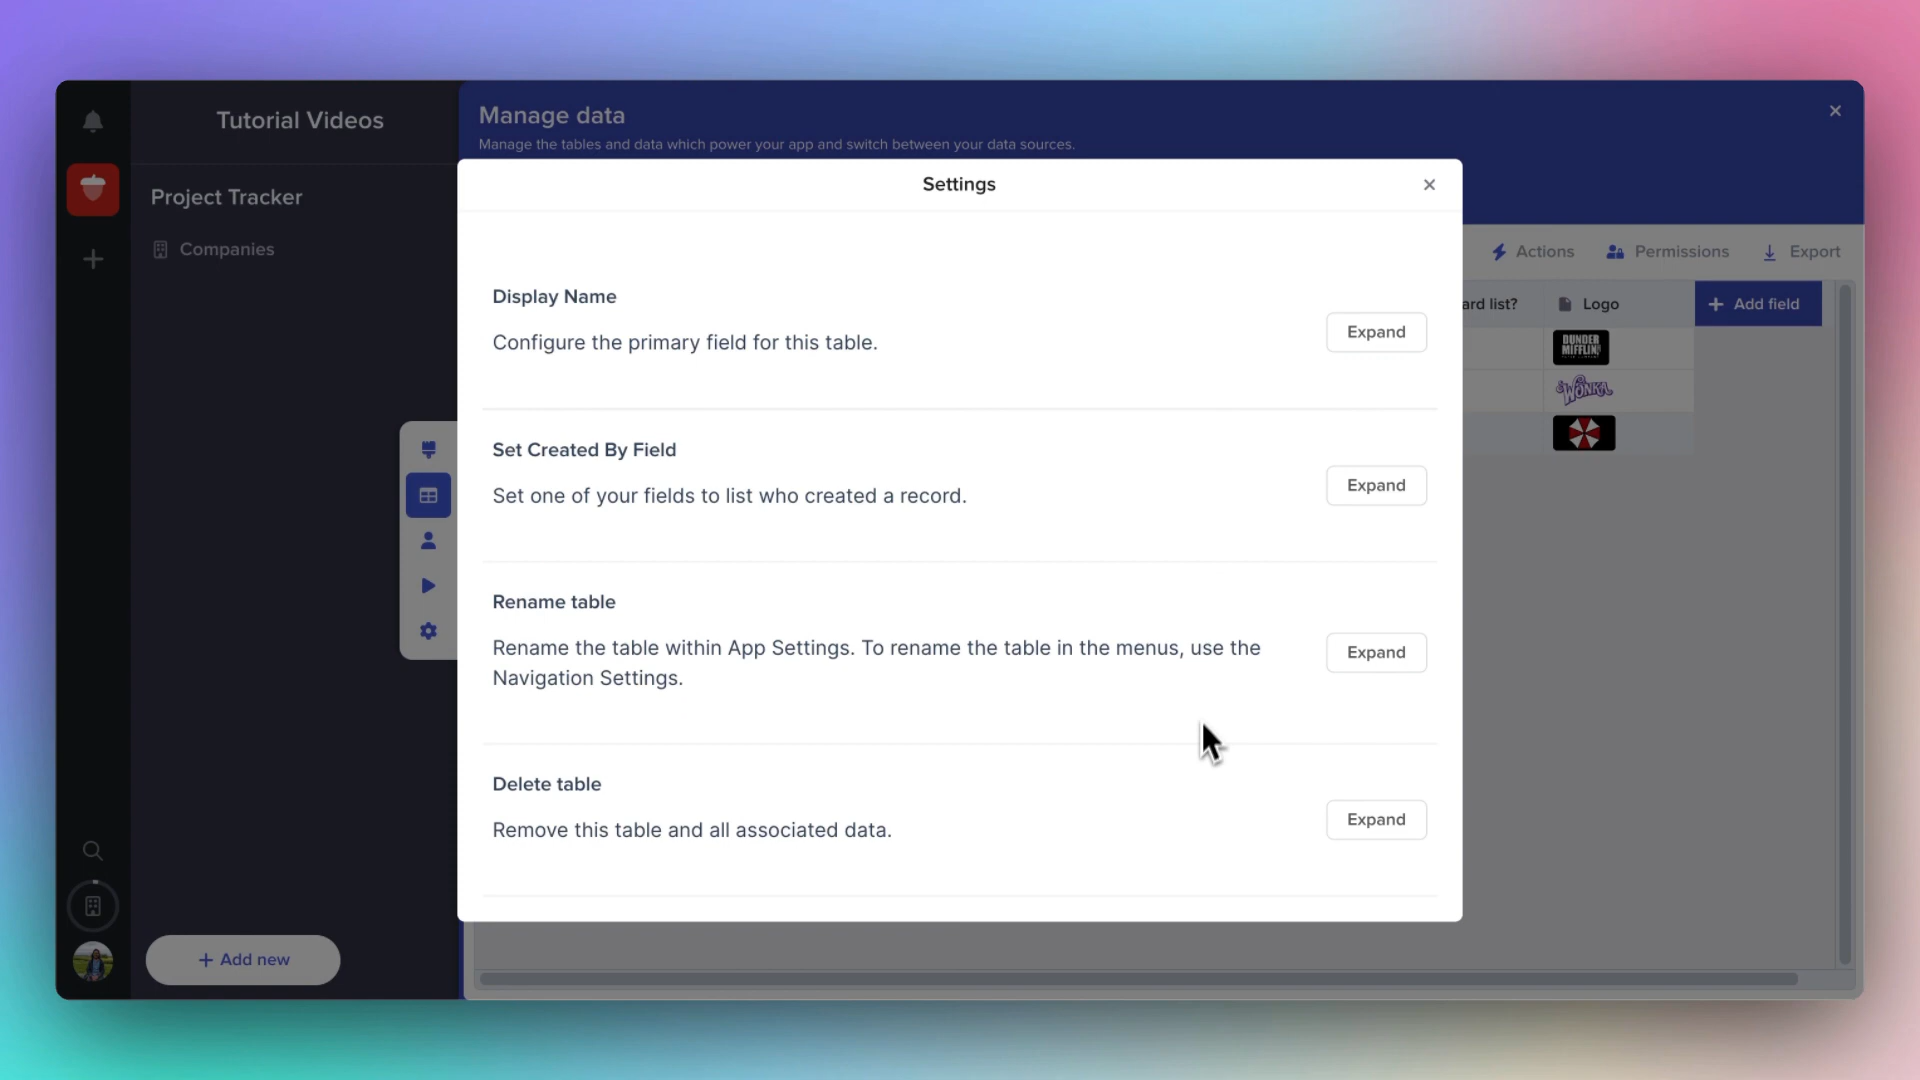 Tutorial Videos
Project Tracker
Companies
+ Add new
Manage data
Manage the tables and data which power your app and switch between your data sources.
Settings
Display Name
Configure the primary field for this table.
Expand
Set Created By Field
Set one of your fields to list who created a record.
Expand
Rename table
Rename the table within App Settings. To rename the table in the menus, use the
Navigation Settings.
Expand
Delete table
Remove this table and all associated data.
Expand
Actions
Permissions
Export
ard list?
Logo
+ Add field
DUNDER
MIFFLIN
WONKA